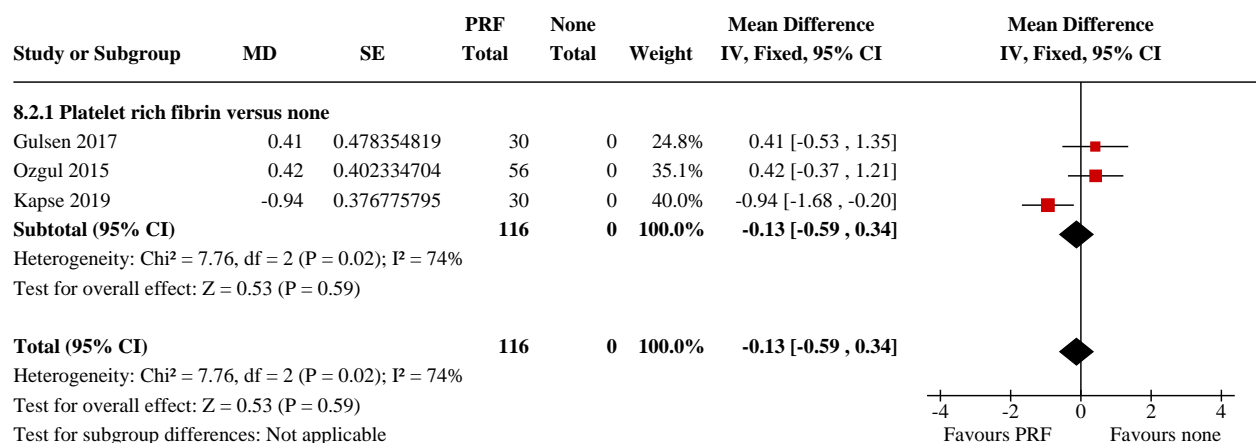 PRF None Mean Difference Mean Difference
Study or Subgroup MD SE Total Total Weight IV, Fixed, 95% CI IV, Fixed, 95% CI
8.2.1 Platelet rich fibrin versus none
Gulsen 2017 0.41 0.478354819 30 0 24.8% 0.41 [-0.53 , 1.35]
Ozgul 2015 0.42 0.402334704 56 0 35.1% 0.42 [-0.37 , 1.21]
Kapse 2019 -0.94 0.376775795 30 0 40.0% -0.94 [-1.68 , -0.20]
Subtotal (95% CI) 116 0 100.0% -0.13 [-0.59 , 0.34]
Heterogeneity: Chi² = 7.76, df = 2 (P = 0.02); I² = 74%
Test for overall effect: Z = 0.53 (P = 0.59)
Total (95% CI) 116 0 100.0% -0.13 [-0.59 , 0.34]
Heterogeneity: Chi² = 7.76, df = 2 (P = 0.02); I² = 74%
Test for overall effect: Z = 0.53 (P = 0.59)
Test for subgroup differences: Not applicable
-4 -2 0 2 4
Favours PRF Favours none